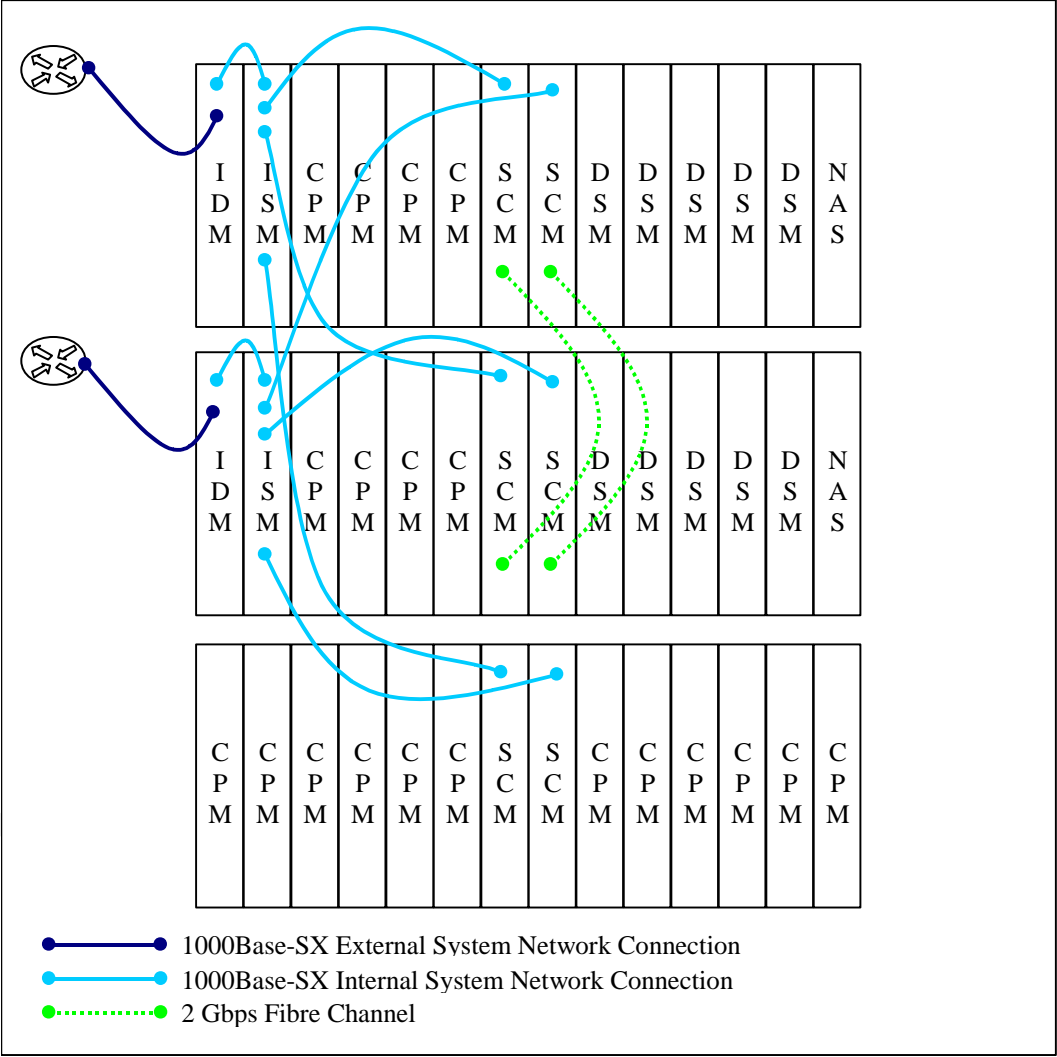 I D M I S M C P M C P M C P M C P M S C M S C M D S M D S M D S M D S M D S M N A S
I D M I S M C P M C P M C P M C P M S C M S C M D S M D S M D S M D S M D S M N A S
C P M C P M C P M C P M C P M C P M S C M S C M C P M C P M C P M C P M C P M C P M
1000Base-SX External System Network Connection
1000Base-SX Internal System Network Connection
2 Gbps Fibre Channel